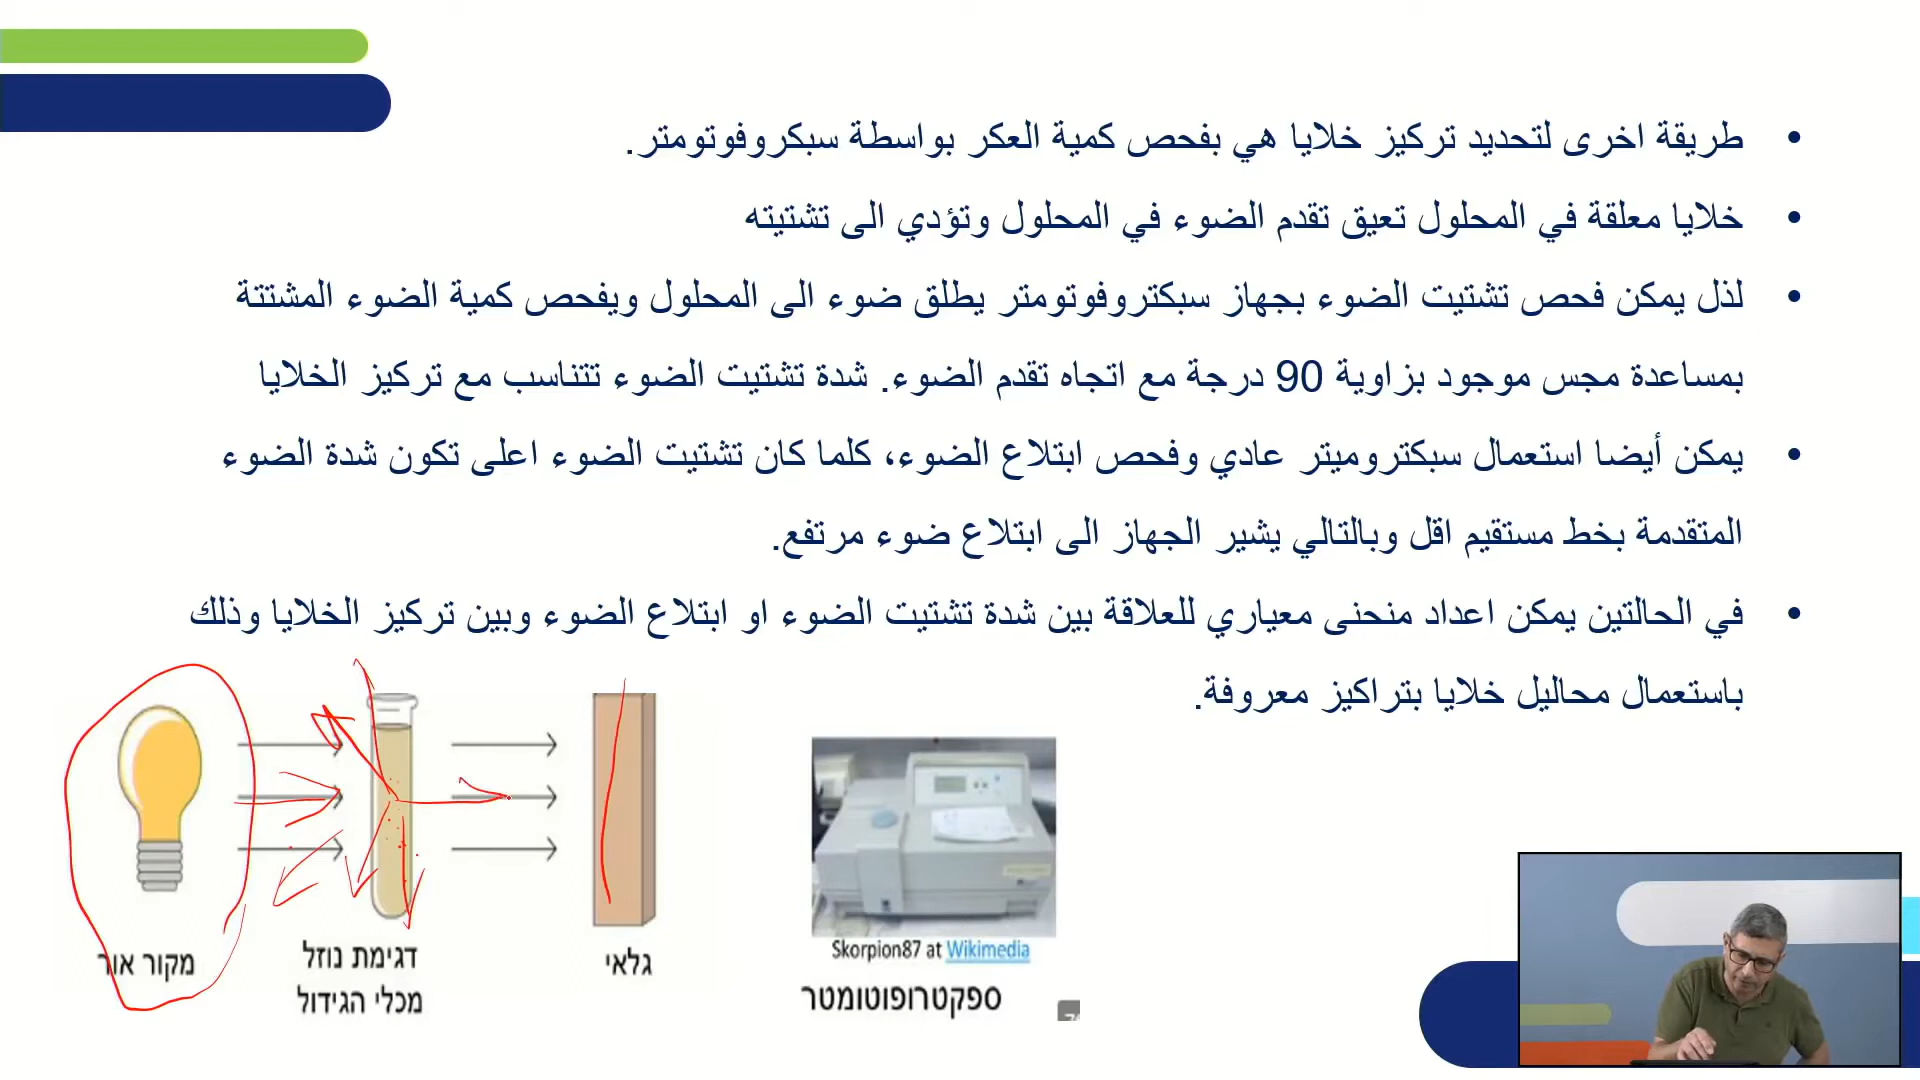 • طريقة اخرى لتحديد تركيز خلايا هي بفحص كمية العكر بواسطة سبكروفوتومتر.
• خلايا معلقة في المحلول تعيق تقدم الضوء في المحلول وتؤدي الى تشتيته
• لذل يمكن فحص تشتيت الضوء بجهاز سبكتروفوتومتر يطلق ضوء الى المحلول ويفحص كمية الضوء المشتتة
بمساعدة مجس موجود بزاوية 90 درجة مع اتجاه تقدم الضوء. شدة تشتيت الضوء تتناسب مع تركيز الخلايا
• يمكن أيضا استعمال سبكتروميتر عادي وفحص ابتلاع الضوء، كلما كان تشتيت الضوء اعلى تكون شدة الضوء
المتقدمة بخط مستقيم اقل وبالتالي يشير الجهاز الى ابتلاع ضوء مرتفع.
• في الحالتين يمكن اعداد منحنى معياري للعلاقة بين شدة تشتيت الضوء او ابتلاع الضوء وبين تركيز الخلايا وذلك
باستعمال محاليل خلايا بتراكيز معروفة.
Skorpion87 at Wikimedia
ספקטרופוטומטר
גלאי
דגימת נוזל
מכלי הגידול
מקור אור